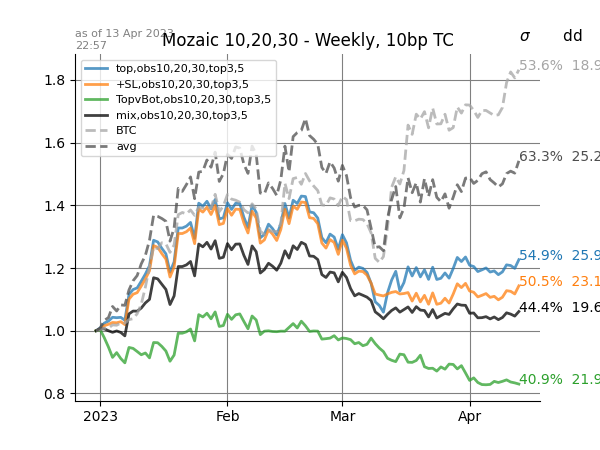 as of 13 Apr 2023
22:57
Mozaic 10,20,30 - Weekly, 10bp TC
σ dd
top,obs10,20,30,top3,5
+SL,obs10,20,30,top3,5
TopvBot,obs10,20,30,top3,5
mix,obs10,20,30,top3,5
BTC
avg
1.8
1.6
1.4
1.2
1.0
0.8
53.6% 18.9
63.3% 25.2
54.9% 25.9
50.5% 23.1
44.4% 19.6
40.9% 21.9
2023 Feb Mar Apr